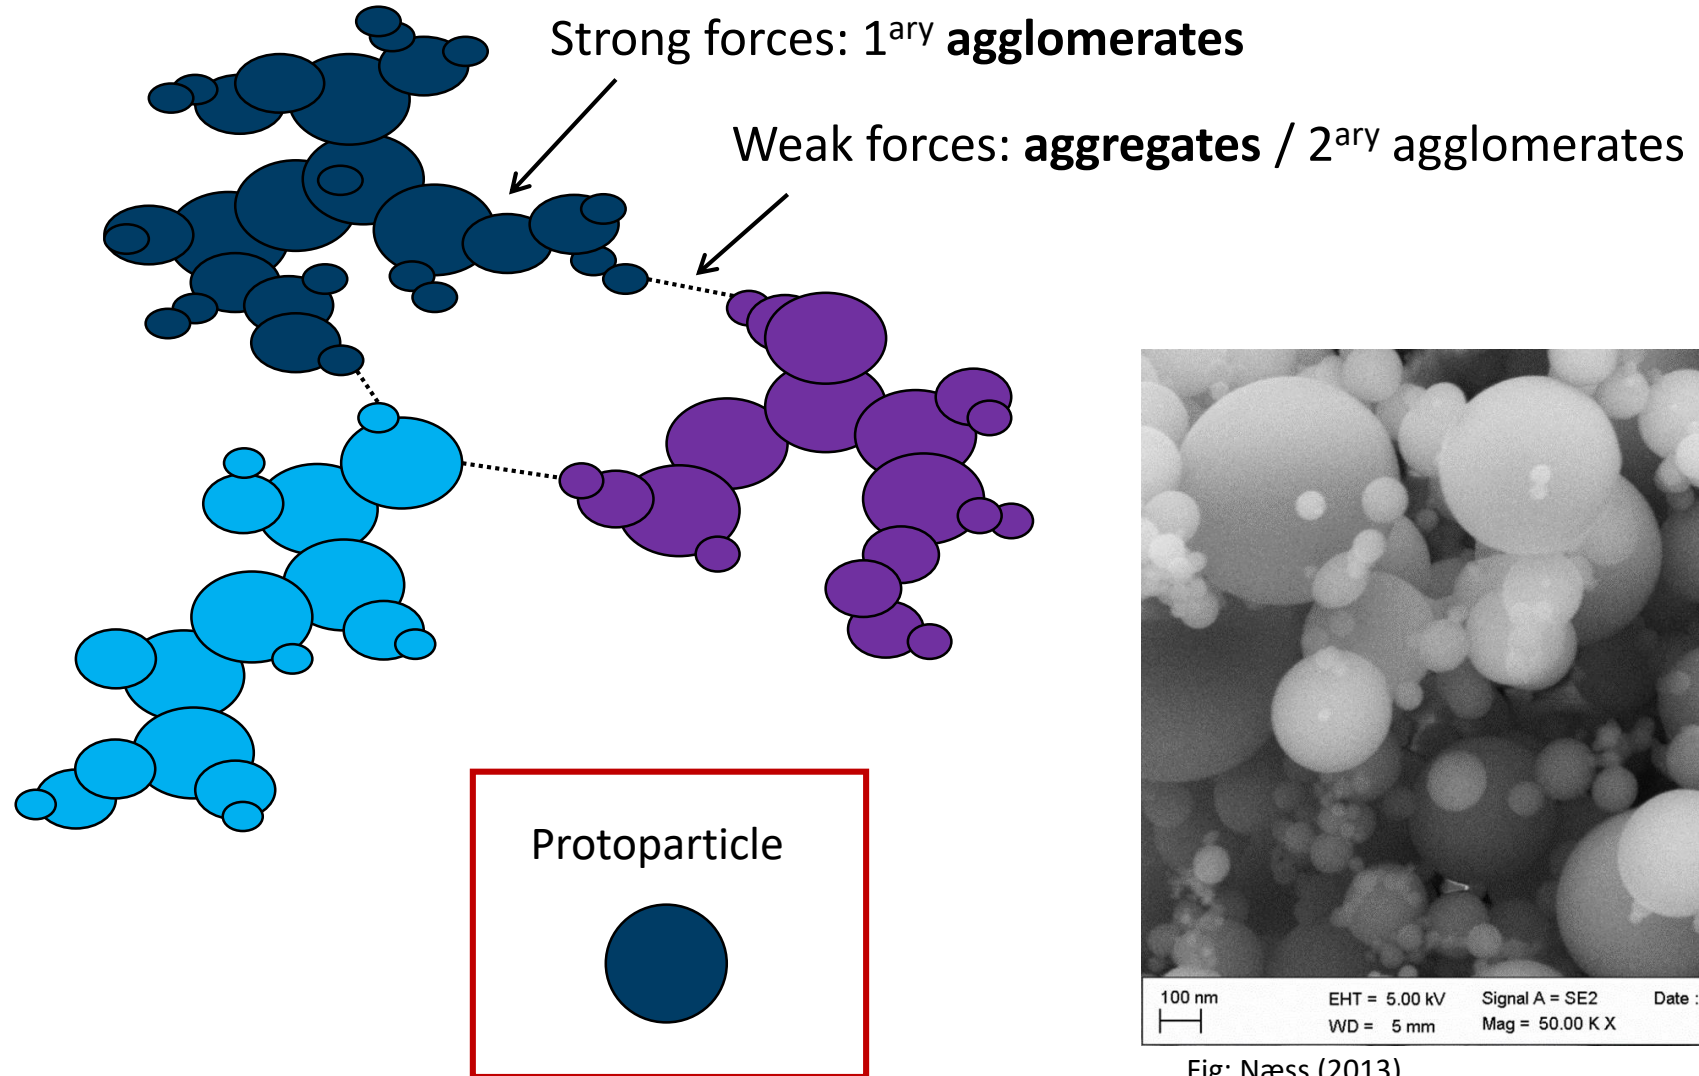 Strong forces: 1ary agglomerates
Weak forces: aggregates / 2ary agglomerates
Protoparticle
100 nm
EHT = 5.00 kV
Signal A = SE2
Date :
WD = 5 mm
Mag = 50.00 K X
Fig: Næss (2013)